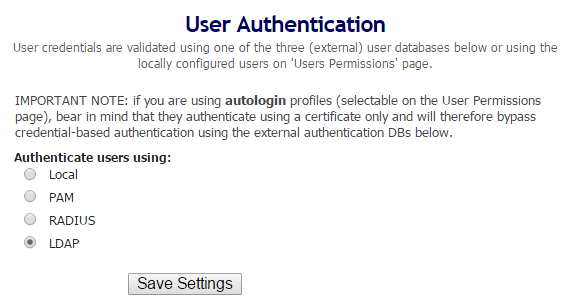 User Authentication
User credentials are validated using one of the three (external) user databases below or using the
locally configured users on 'Users Permissions' page.
IMPORTANT NOTE: if you are using autologin profiles (selectable on the User Permissions
page), bear in mind that they authenticate using a certificate only and will therefore bypass
credential-based authentication using the external authentication DBs below.
Authenticate users using:
Local
PAM
RADIUS
LDAP
Save Settings